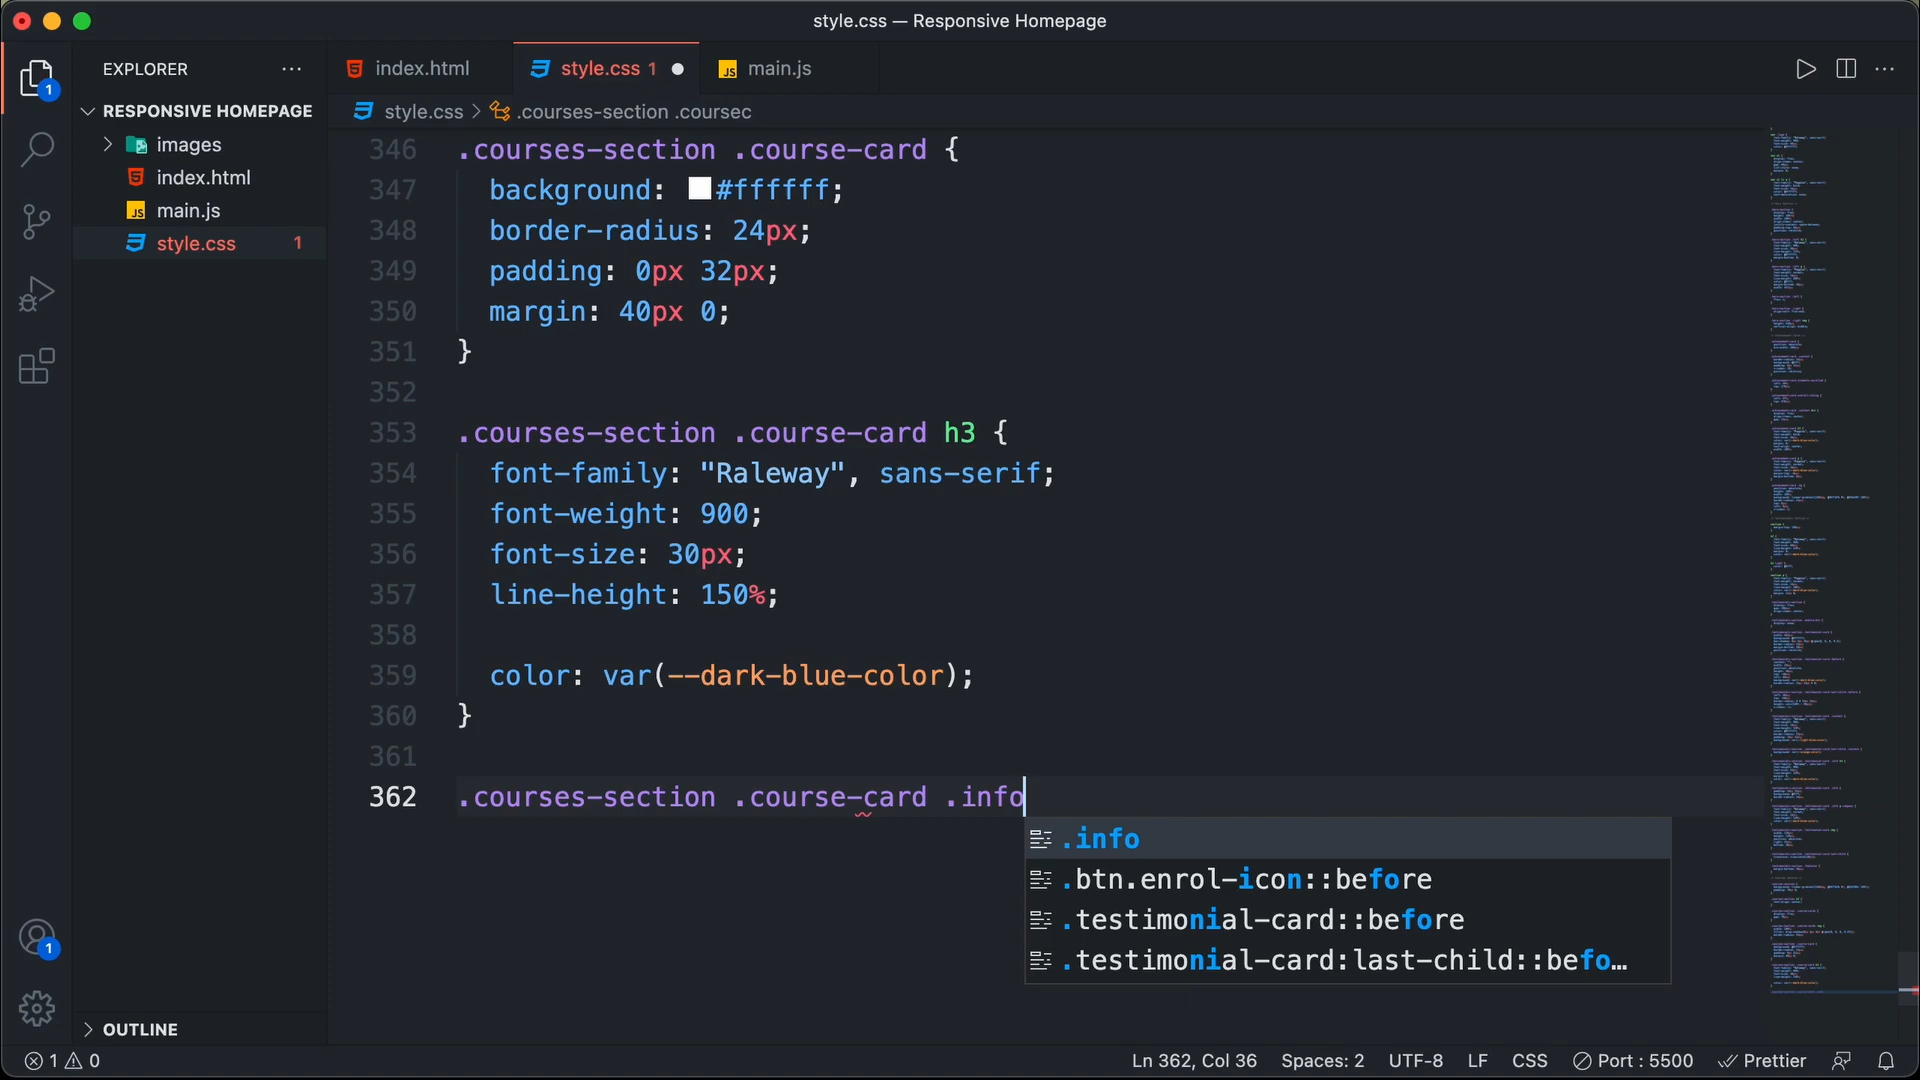 style.css — Responsive Homepage
EXPLORER
index.html
style.css 1
main.js
1
RESPONSIVE HOMEPAGE
style.css > .courses-section .coursec
images
index.html
main.js
style.css 1
346 .courses-section .course-card {
347 background: #ffffff;
348 border-radius: 24px;
349 padding: 0px 32px;
350 margin: 40px 0;
351 }
352
353 .courses-section .course-card h3 {
354 font-family: "Raleway", sans-serif;
355 font-weight: 900;
356 font-size: 30px;
357 line-height: 150%;
358
359 color: var(--dark-blue-color);
360 }
361
362 .courses-section .course-card .info
.info
.btn.enrol-icon::before
.testimonial-card::before
.testimonial-card:last-child::befo…
1
OUTLINE
1 0
Ln 362, Col 36 Spaces: 2 UTF-8 LF CSS Port : 5500 Prettier